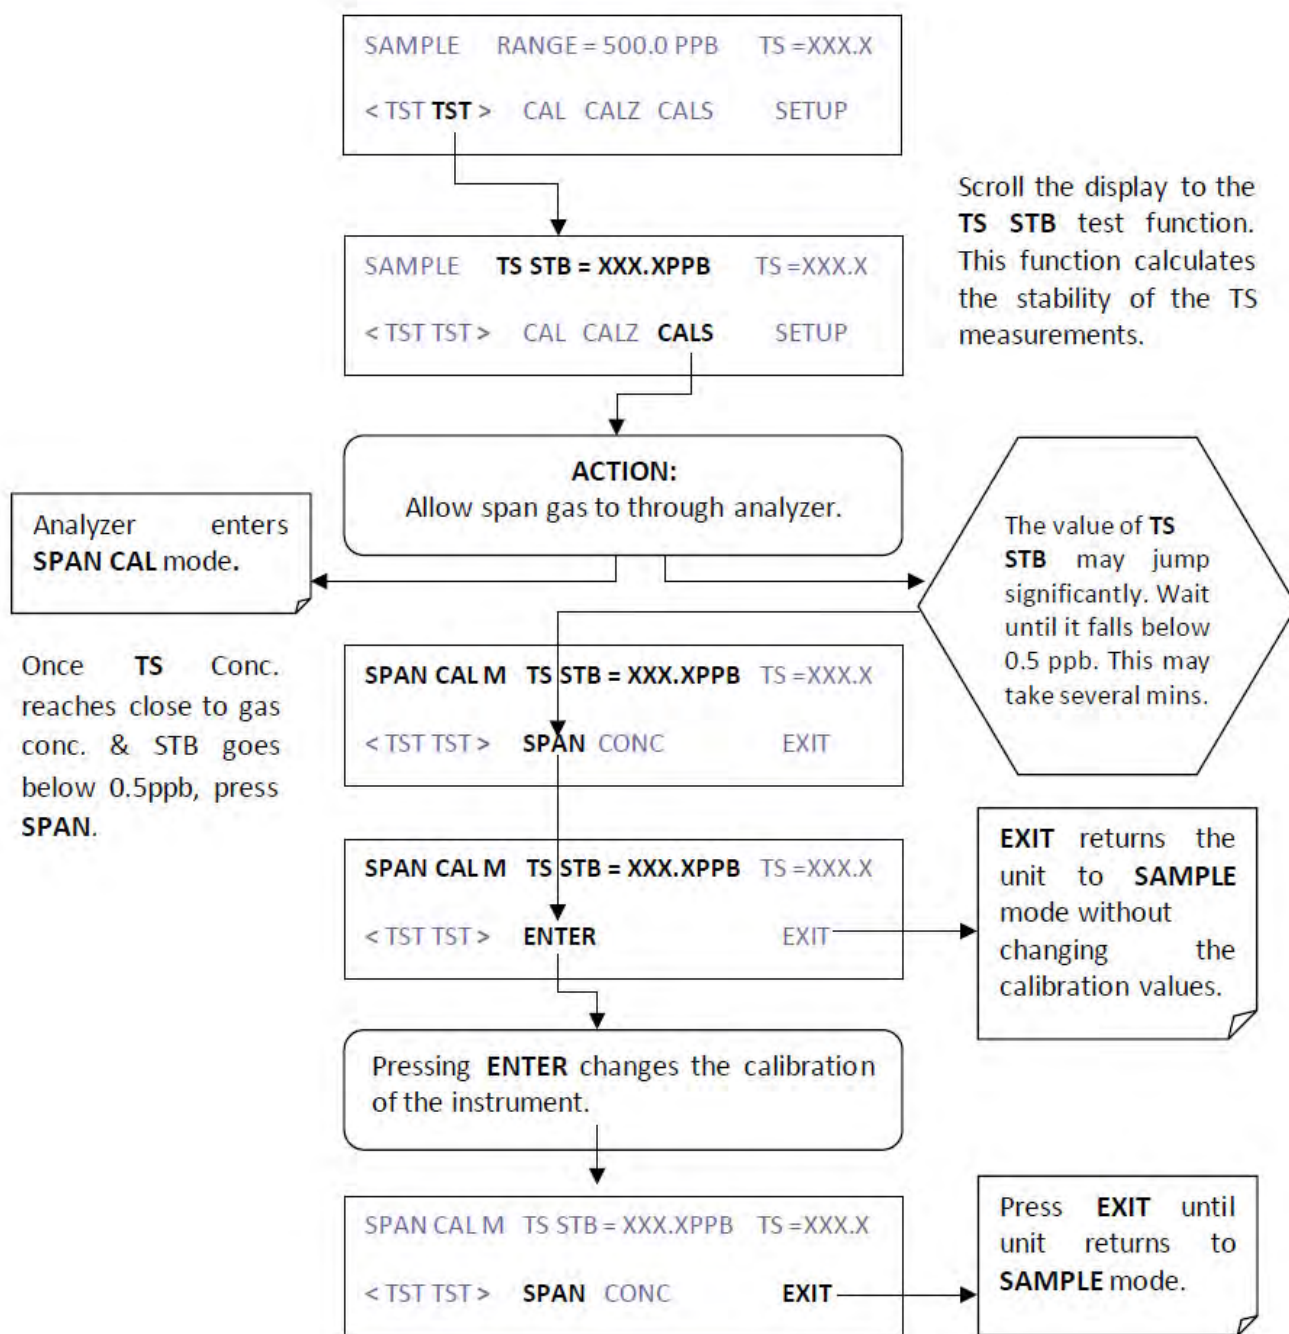 SAMPLE RANGE = 500.0 PPB TS =XXX.X
< TST TST > CAL CALZ CALS SETUP
Scroll the display to the
TS STB test function.
This function calculates
the stability of the TS
measurements.
SAMPLE TS STB = XXX.XPPB TS =XXX.X
< TST TST > CAL CALZ CALS SETUP
ACTION:
Allow span gas to through analyzer.
Analyzer enters
SPAN CAL mode.
The value of TS
STB may jump
significantly. Wait
until it falls below
0.5 ppb. This may
take several mins.
Once TS Conc.
reaches close to gas
conc. & STB goes
below 0.5ppb, press
SPAN.
SPAN CAL M TS STB = XXX.XPPB TS =XXX.X
< TST TST > SPAN CONC EXIT
SPAN CAL M TS STB = XXX.XPPB TS =XXX.X
< TST TST > ENTER EXIT
EXIT returns the
unit to SAMPLE
mode without
changing the
calibration values.
Pressing ENTER changes the calibration
of the instrument.
SPAN CAL M TS STB = XXX.XPPB TS =XXX.X
< TST TST > SPAN CONC EXIT
Press EXIT until
unit returns to
SAMPLE mode.